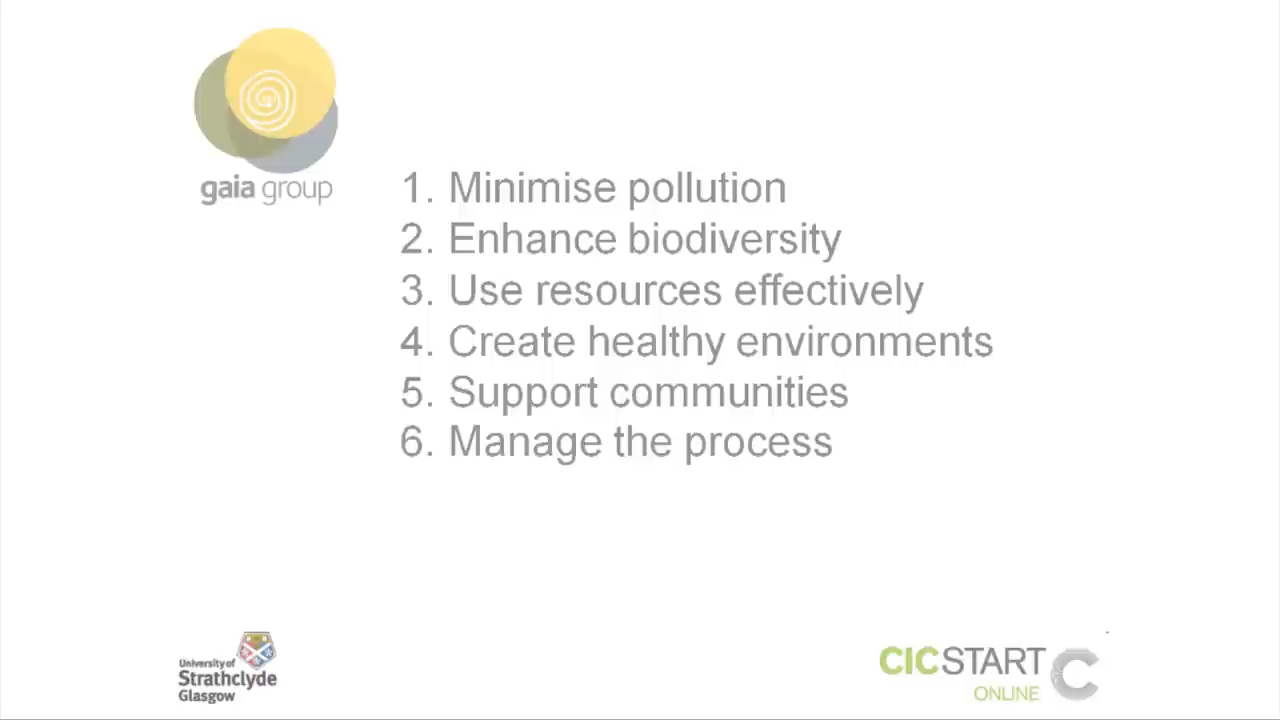 gaia group
1. Minimise pollution
2. Enhance biodiversity
3. Use resources effectively
4. Create healthy environments
5. Support communities
6. Manage the process
University of
Strathclyde
Glasgow
CICSTART
ONLINE